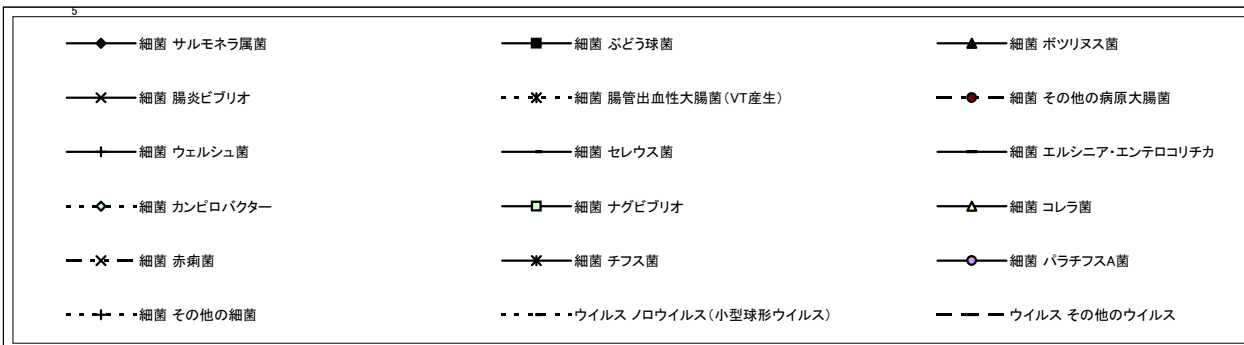 5
細菌 サルモネラ属菌 細菌 ぶどう球菌 細菌 ボツリヌス菌
細菌 腸炎ビブリオ 細菌 腸管出血性大腸菌(VT産生) 細菌 その他の病原大腸菌
細菌 ウェルシュ菌 細菌 セレウス菌 細菌 エルシニア・エンテロコリチカ
細菌 カンピロバクター 細菌 ナグビブリオ 細菌 コレラ菌
細菌 赤痢菌 細菌 チフス菌 細菌 パラチフスA菌
細菌 その他の細菌 ウイルス ノロウイルス(小型球形ウイルス) ウイルス その他のウイルス